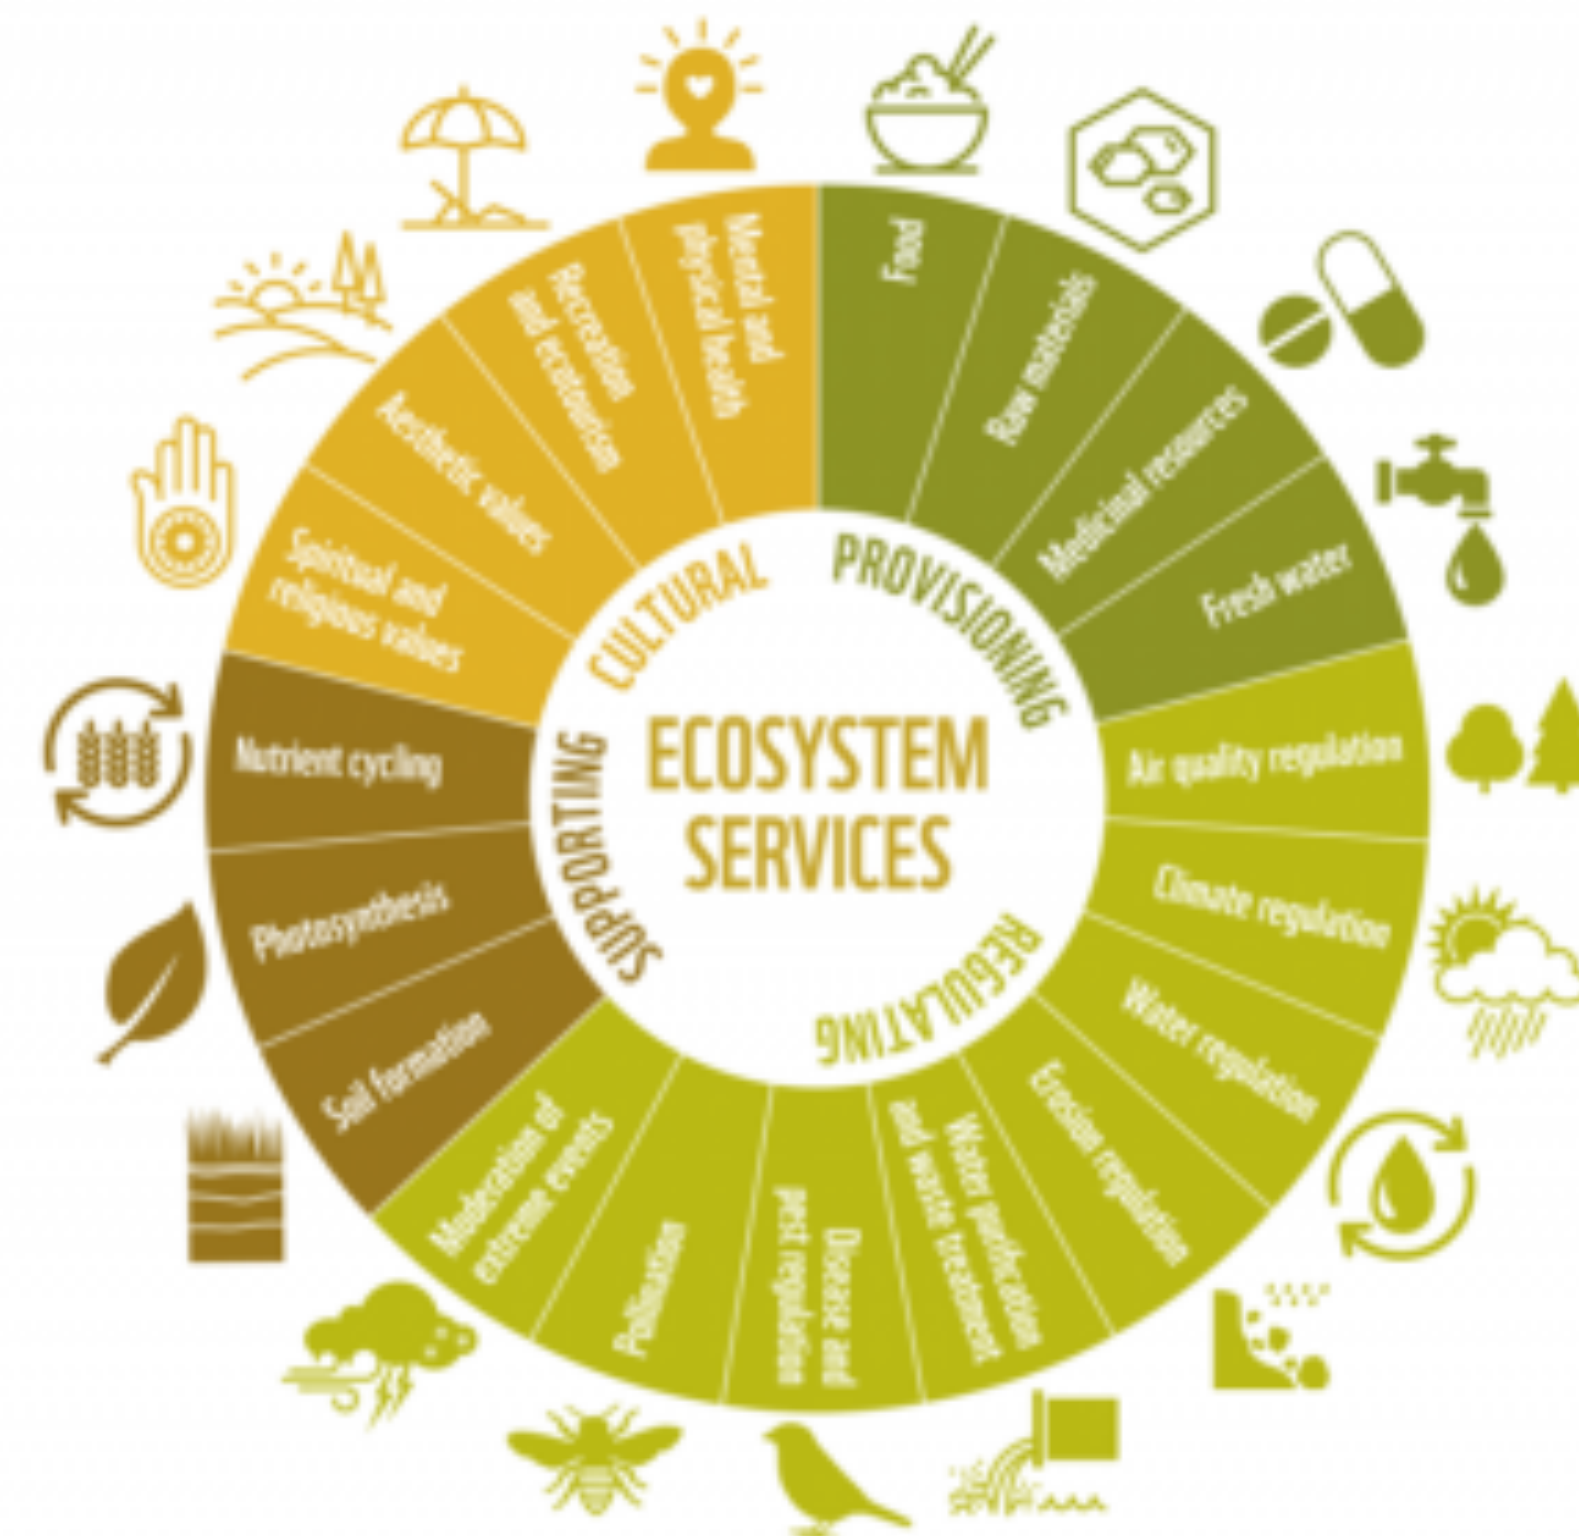 ECOSYSTEM
SERVICES
PROVISIONING
Food
Raw materials
Medicinal resources
Fresh water
REGULATING
Air quality regulation
Climate regulation
Water regulation
Erosion regulation
Water purification
and waste treatment
Disease and
pest regulation
Pollination
Moderation of
extreme events
SUPPORTING
Soil formation
Photosynthesis
Nutrient cycling
CULTURAL
Spiritual and
religious values
Aesthetic values
Recreation
and ecotourism
Mental and
physical health